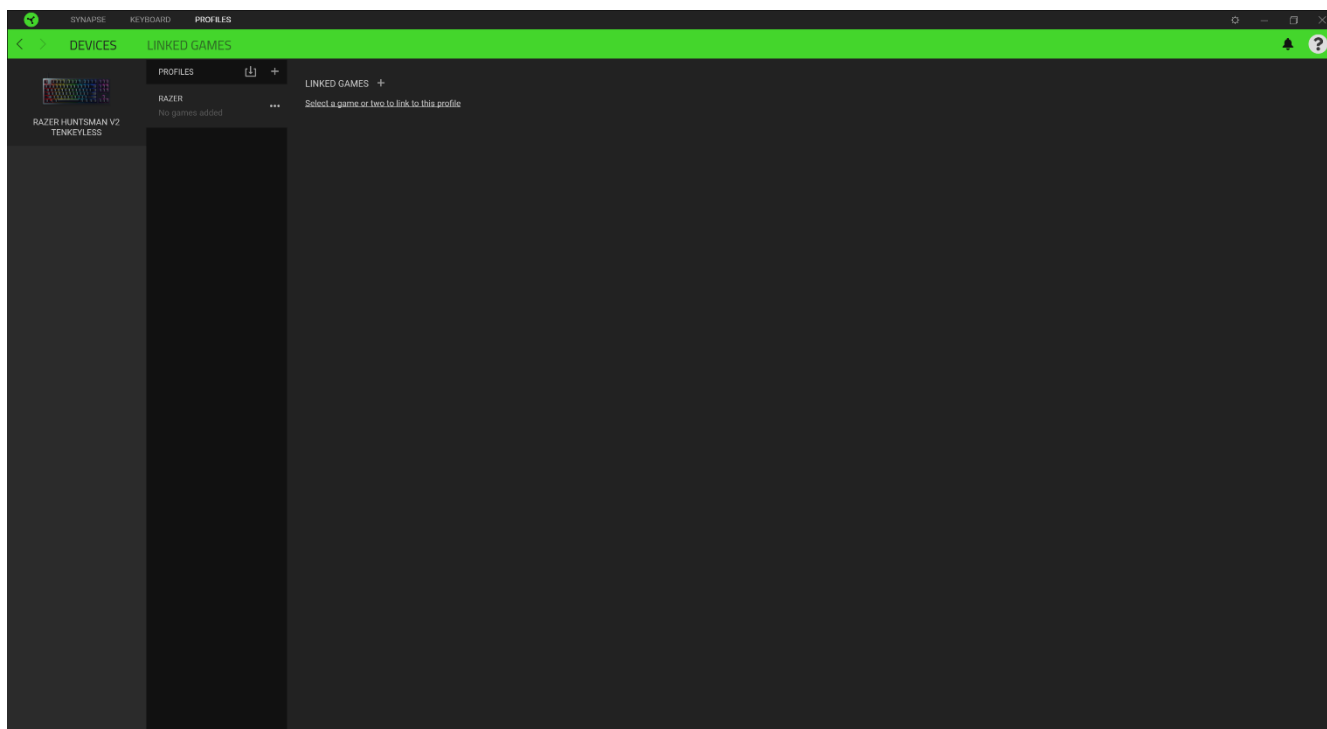 SYNAPSE KEYBOARD PROFILES
DEVICES LINKED GAMES
?
RAZER HUNTSMAN V2
TENKEYLESS
PROFILES
RAZER
No games added
LINKED GAMES +
Select a game or two to link to this profile